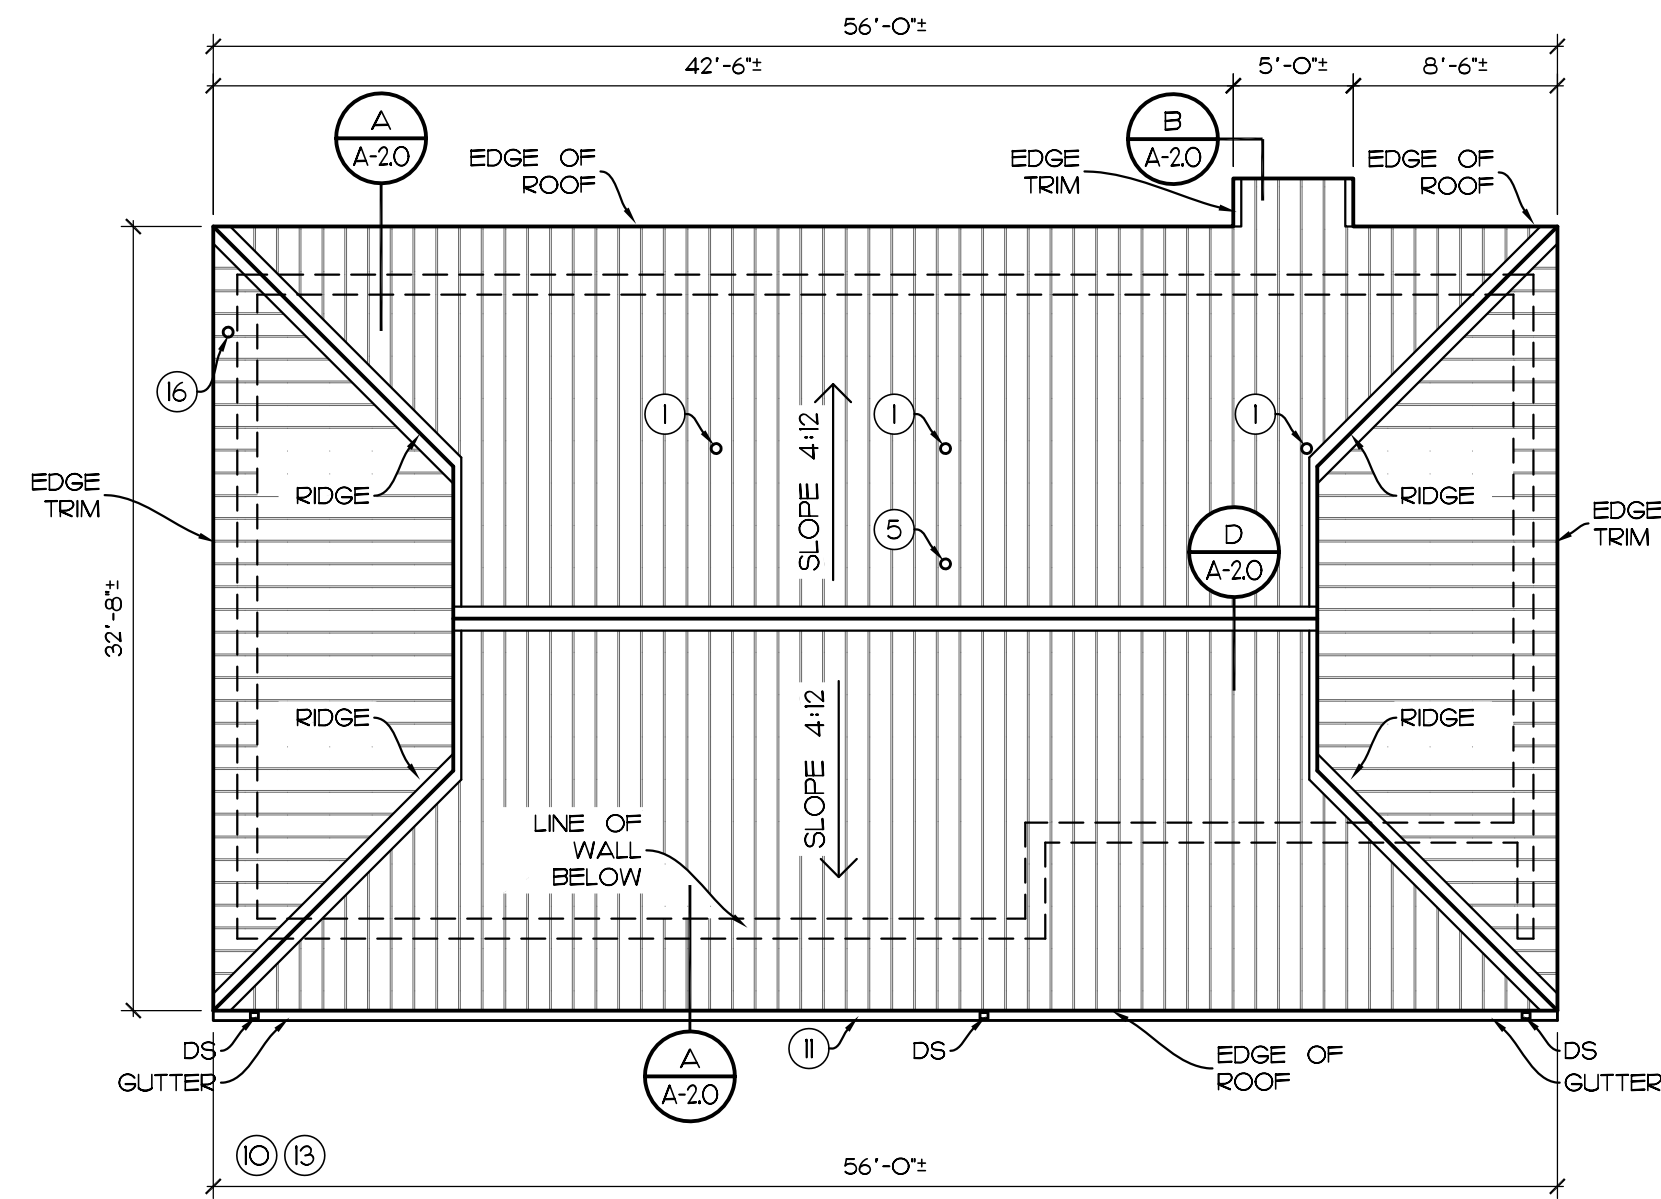 56'-0"±
42'-6"±
5'-0"±
8'-6"±
A
A-2.0
B
A-2.0
EDGE OF
ROOF
EDGE
TRIM
EDGE OF
ROOF
16
1
1
1
SLOPE 4:12
EDGE
TRIM
RIDGE
RIDGE
EDGE
TRIM
5
D
A-2.0
32'-8"±
RIDGE
RIDGE
SLOPE 4:12
LINE OF
WALL
BELOW
DS
GUTTER
11
DS
EDGE OF
ROOF
DS
GUTTER
A
A-2.0
10
13
56'-0"±